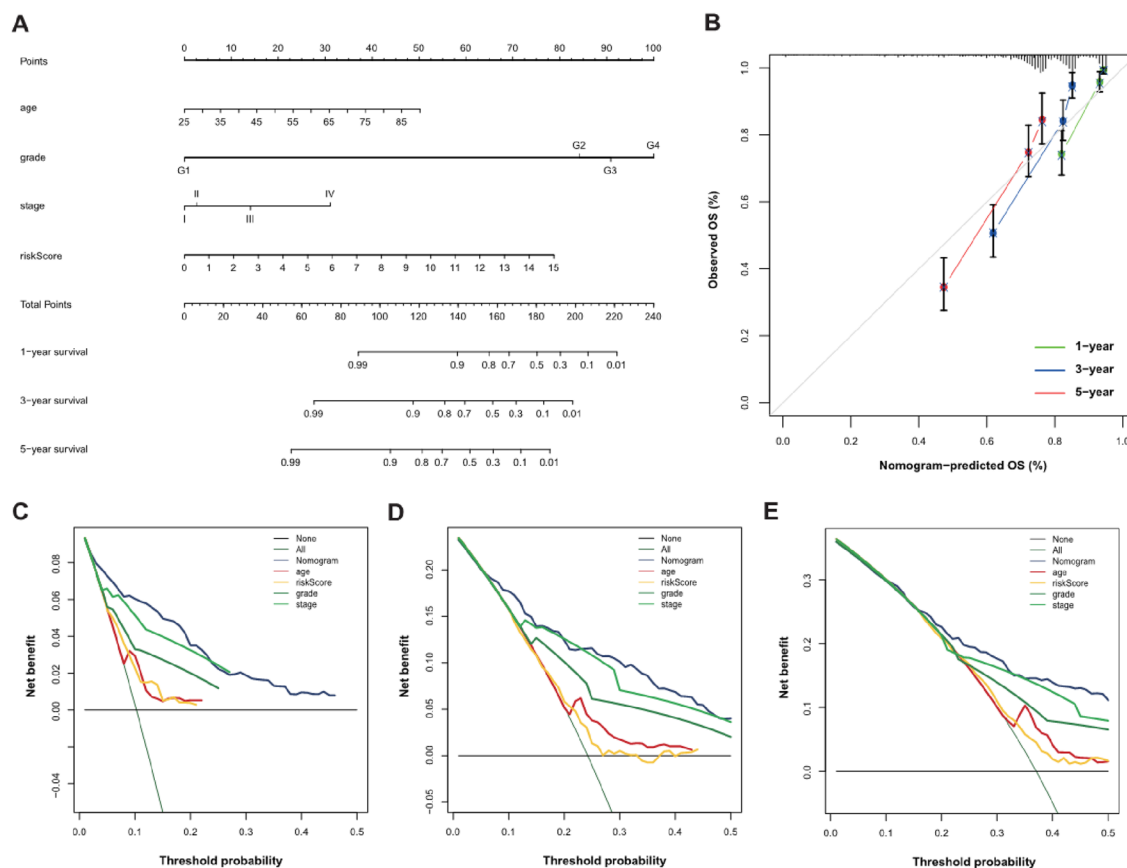 A
Points
0 10 20 30 40 50 60 70 80 90 100
age
25 35 45 55 65 75 85
grade
G2 G4
G1 G3
stage
II IV
I III
riskScore
0 1 2 3 4 5 6 7 8 9 10 11 12 13 14 15
Total Points
0 20 40 60 80 100 120 140 160 180 200 220 240
1-year survival
0.99 0.9 0.8 0.7 0.5 0.3 0.1 0.01
3-year survival
0.99 0.9 0.8 0.7 0.5 0.3 0.1 0.01
5-year survival
0.99 0.9 0.8 0.7 0.5 0.3 0.1 0.01
B
Observed OS (%)
1.0
0.8
0.6
0.4
0.2
0.0
1-year
3-year
5-year
0.0 0.2 0.4 0.6 0.8 1.0
Nomogram-predicted OS (%)
C
Net benefit
0.08
0.06
0.04
0.02
0.00
-0.04
None
All
Nomogram
age
riskScore
grade
stage
0.0 0.1 0.2 0.3 0.4 0.5
Threshold probability
D
Net benefit
0.20
0.15
0.10
0.05
0.00
-0.05
None
All
Nomogram
age
riskScore
grade
stage
0.0 0.1 0.2 0.3 0.4 0.5
Threshold probability
E
Net benefit
0.3
0.2
0.1
0.0
None
All
Nomogram
age
riskScore
grade
stage
0.0 0.1 0.2 0.3 0.4 0.5
Threshold probability